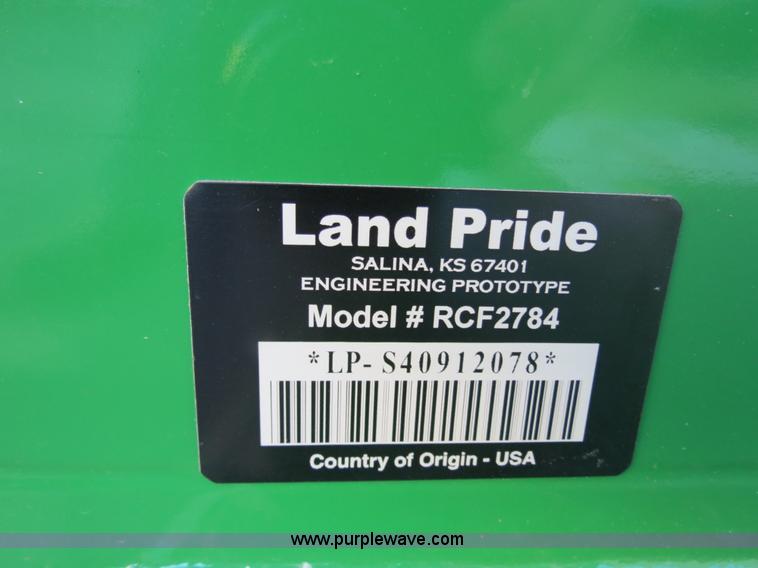 Land Pride
SALINA, KS 67401
ENGINEERING PROTOTYPE
Model # RCF2784
*LP- S40912078*
Country of Origin - USA
www.purplewave.com